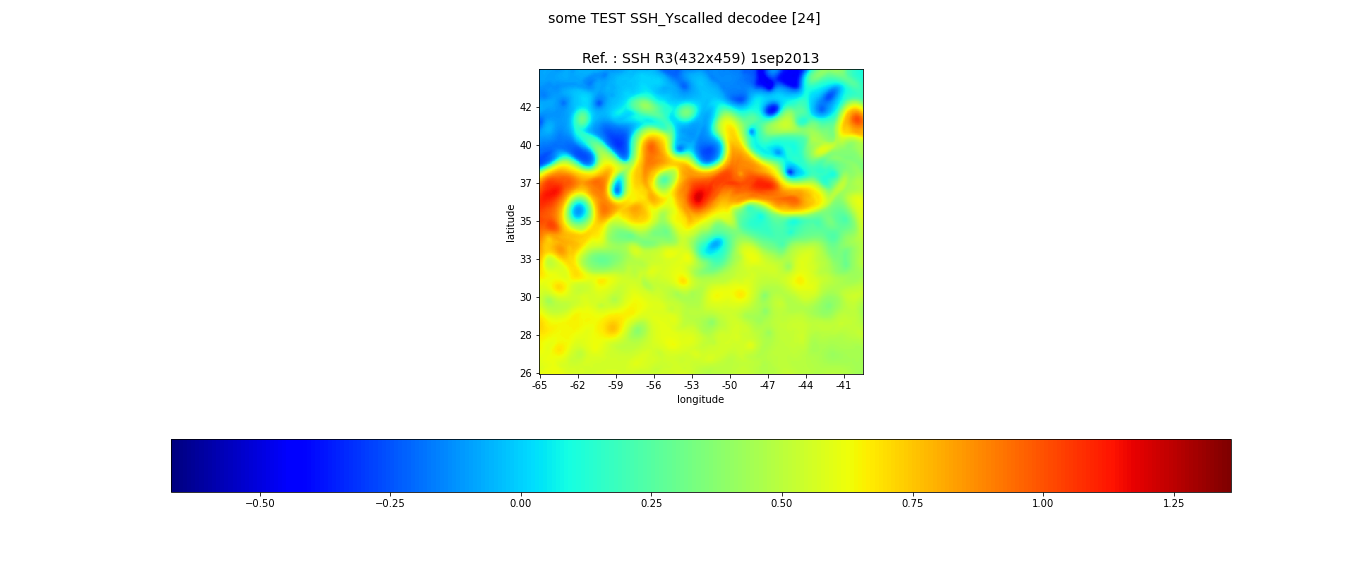 some TEST SSH_Yscalled decodee [24]
Ref. : SSH R3(432x459) 1sep2013
42
40
37
35
33
30
28
26
latitude
-65 -62 -59 -56 -53 -50 -47 -44 -41
longitude
−0.50 −0.25 0.00 0.25 0.50 0.75 1.00 1.25